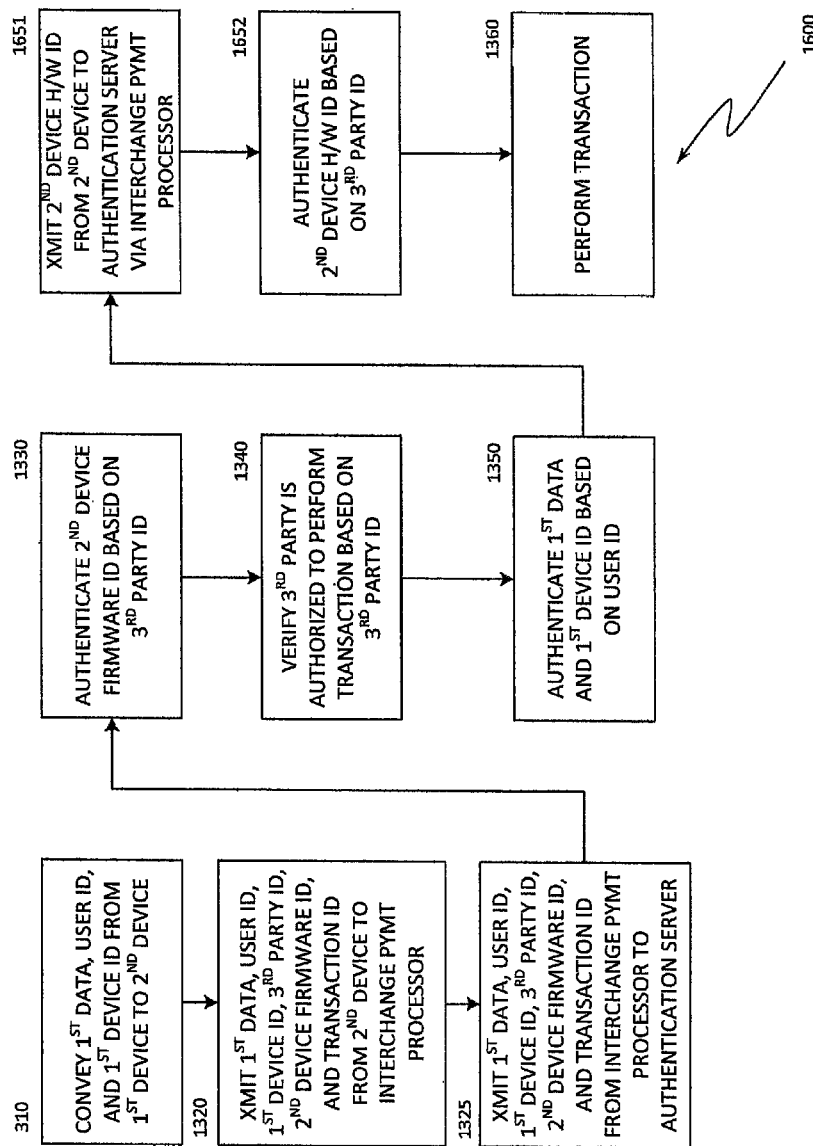 310
CONVEY 1ST DATA, USER ID,
AND 1ST DEVICE ID FROM
1ST DEVICE TO 2ND DEVICE
1320
XMIT 1ST DATA, USER ID,
1ST DEVICE ID, 3RD PARTY ID,
2ND DEVICE FIRMWARE ID,
AND TRANSACTION ID
FROM 2ND DEVICE TO
INTERCHANGE PYMT
PROCESSOR
1325
XMIT 1ST DATA, USER ID,
1ST DEVICE ID, 3RD PARTY ID,
2ND DEVICE FIRMWARE ID,
AND TRANSACTION ID
FROM INTERCHANGE PYMT
PROCESSOR TO
AUTHENTICATION SERVER
1330
AUTHENTICATE 2ND DEVICE
FIRMWARE ID BASED ON
3RD PARTY ID
1340
VERIFY 3RD PARTY IS
AUTHORIZED TO PERFORM
TRANSACTION BASED ON
3RD PARTY ID
1350
AUTHENTICATE 1ST DATA
AND 1ST DEVICE ID BASED
ON USER ID
1651
XMIT 2ND DEVICE H/W ID
FROM 2ND DEVICE TO
AUTHENTICATION SERVER
VIA INTERCHANGE PYMT
PROCESSOR
1652
AUTHENTICATE
2ND DEVICE H/W ID BASED
ON 3RD PARTY ID
1360
PERFORM TRANSACTION
1600